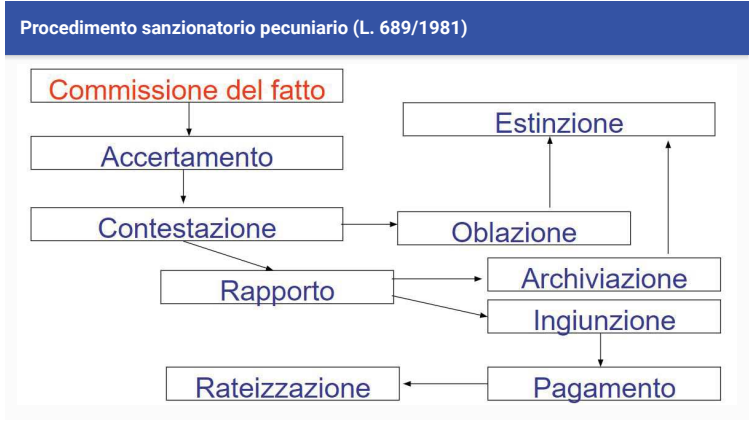 Procedimento sanzionatorio pecuniario (L. 689/1981)
Commissione del fatto
Estinzione
Accertamento
Contestazione
Oblazione
Rapporto
Archiviazione
Ingiunzione
Rateizzazione
Pagamento